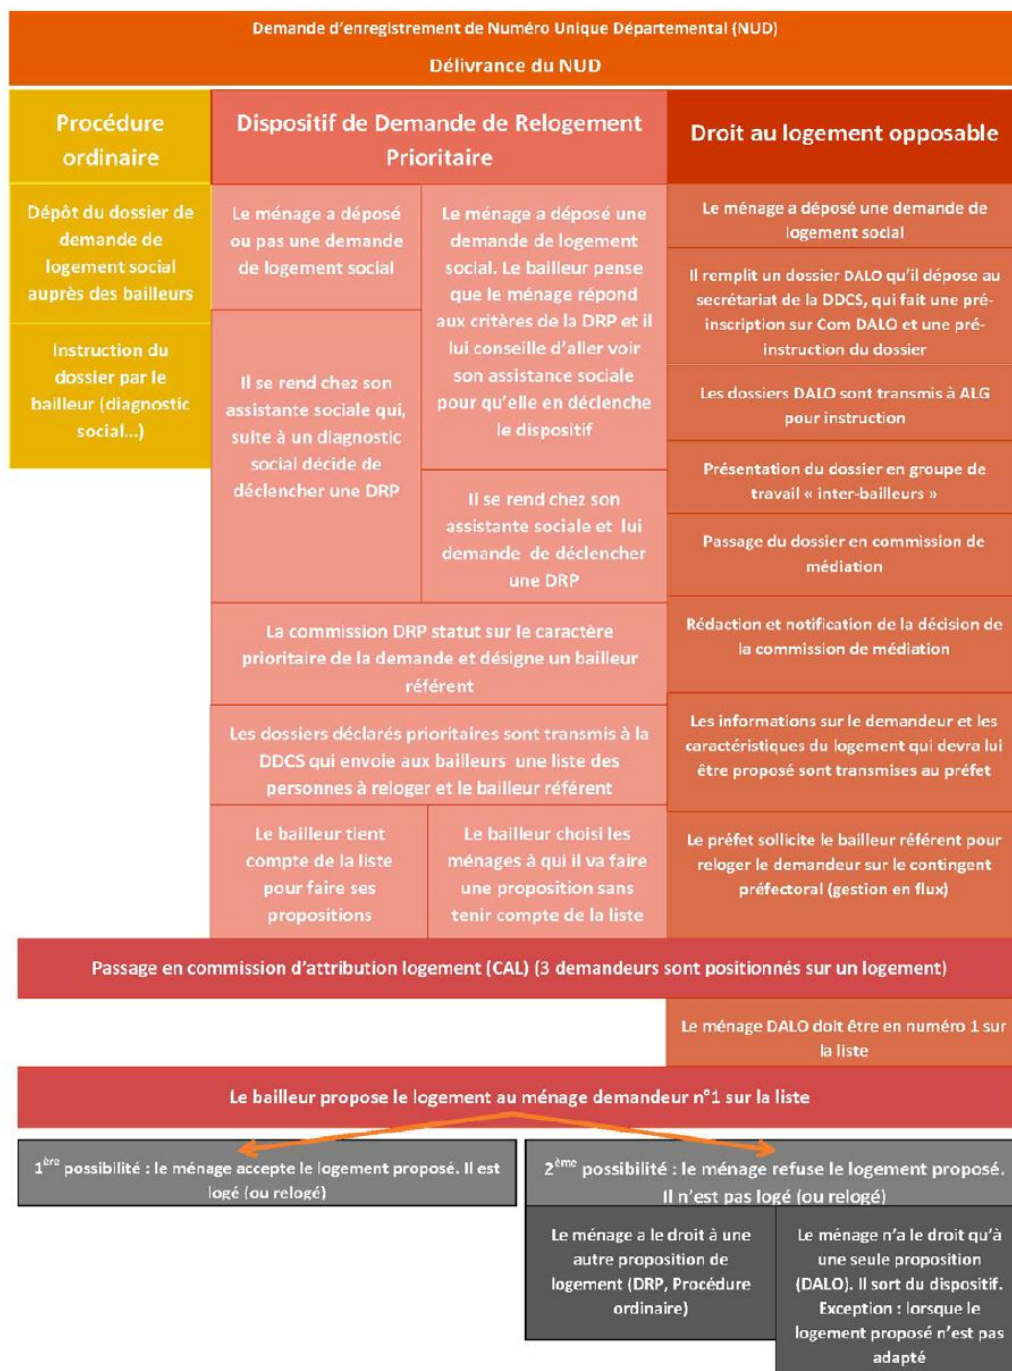 Demande d'enregistrement de Numéro Unique Départemental (NUD)
Délivrance du NUD
Procédure
ordinaire
Dépôt du dossier de
demande de
logement social
auprès des bailleurs
Instruction du
dossier par le
bailleur (diagnostic
social...)
Dispositif de Demande de Relogement
Prioritaire
Le ménage a déposé
ou pas une demande
de logement social
Il se rend chez son
assistante sociale qui,
suite à un diagnostic
social décide de
déclencher une DRP
Le ménage a déposé une
demande de logement
social. Le bailleur pense
que le ménage répond
aux critères de la DRP et il
lui conseille d'aller voir
son assistance sociale
pour qu'elle en déclenche
le dispositif
Il se rend chez son
assistante sociale et lui
demande de déclencher
une DRP
La commission DRP statut sur le caractère
prioritaire de la demande et désigne un bailleur
référent
Les dossiers déclarés prioritaires sont transmis à la
DDCS qui envoie aux bailleurs une liste des
personnes à reloger et le bailleur référent
Le bailleur tient
compte de la liste
pour faire ses
propositions
Le bailleur choisi les
ménages à qui il va faire
une proposition sans
tenir compte de la liste
Droit au logement opposable
Le ménage a déposé une demande de
logement social
Il remplit un dossier DALO qu'il dépose au
secrétariat de la DDCS, qui fait une pré-
inscription sur Com DALO et une pré-
instruction du dossier
Les dossiers DALO sont transmis à ALG
pour instruction
Présentation du dossier en groupe de
travail « inter-bailleurs »
Passage du dossier en commission de
médiation
Rédaction et notification de la décision de
la commission de médiation
Les informations sur le demandeur et les
caractéristiques du logement qui devra lui
être proposé sont transmises au préfet
Le préfet sollicite le bailleur référent pour
reloger le demandeur sur le contingent
préfectoral (gestion en flux)
Passage en commission d'attribution logement (CAL) (3 demandeurs sont positionnés sur un logement)
Le ménage DALO doit être en numéro 1 sur
la liste
Le bailleur propose le logement au ménage demandeur n°1 sur la liste
1ère possibilité : le ménage accepte le logement proposé. Il est
logé (ou relogé)
2ème possibilité : le ménage refuse le logement proposé.
Il n'est pas logé (ou relogé)
Le ménage a le droit à une
autre proposition de
logement (DRP, Procédure
ordinaire)
Le ménage n'a le droit qu'à
une seule proposition
(DALO). Il sort du dispositif.
Exception : lorsque le
logement proposé n'est pas
adapté